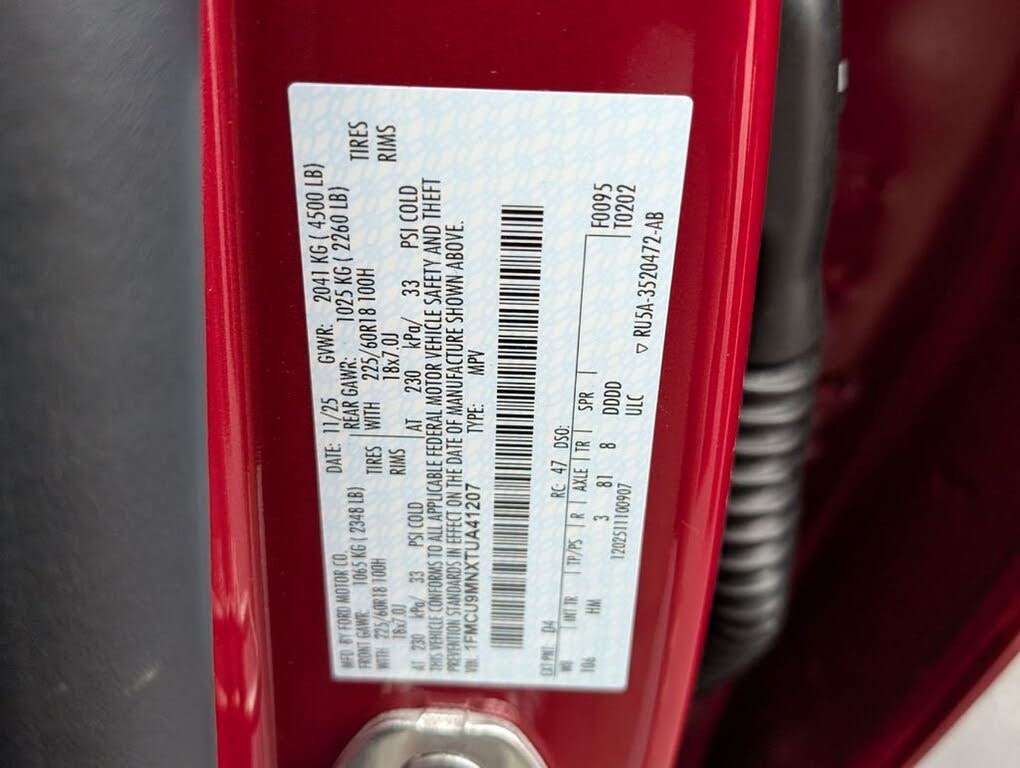 MFD. BY FORD MOTOR CO.
DATE: 11/25 GVWR: 2041 KG ( 4500 LB)
FRONT GAWR: 1065 KG ( 2348 LB) REAR GAWR: 1025 KG ( 2260 LB)
WITH 225/60R18 100H TIRES WITH 225/60R18 100H TIRES
18x7.0J RIMS 18x7.0J RIMS
AT 230 kPa/ 33 PSI COLD AT 230 kPa/ 33 PSI COLD
THIS VEHICLE CONFORMS TO ALL APPLICABLE FEDERAL MOTOR VEHICLE SAFETY AND THEFT
PREVENTION STANDARDS IN EFFECT ON THE DATE OF MANUFACTURE SHOWN ABOVE.
VIN: 1FMCU9MNXTUA41207 TYPE: MPV
EXT PNT: D4 RC: 47 DSO: F0095
WB INT TR TP/PS R AXLE TR SPR T0202
106 HM 3 81 8 DDDD
1202511100907 ULC
▽ RU5A-3520472-AB